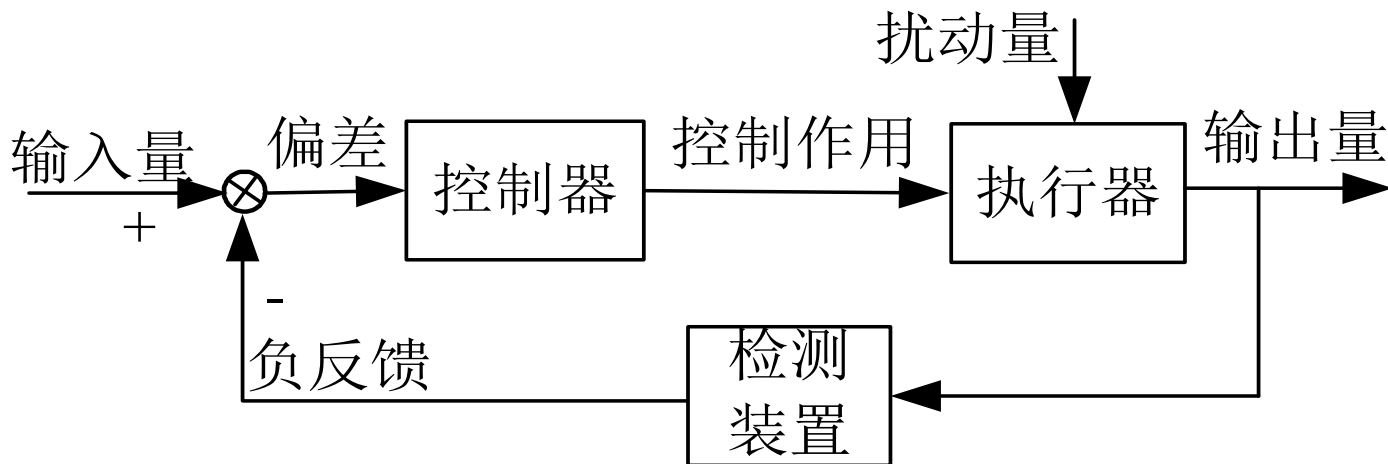 扰动量
输入量
偏差
控制器
控制作用
执行器
输出量
+
-
负反馈
检测
装置